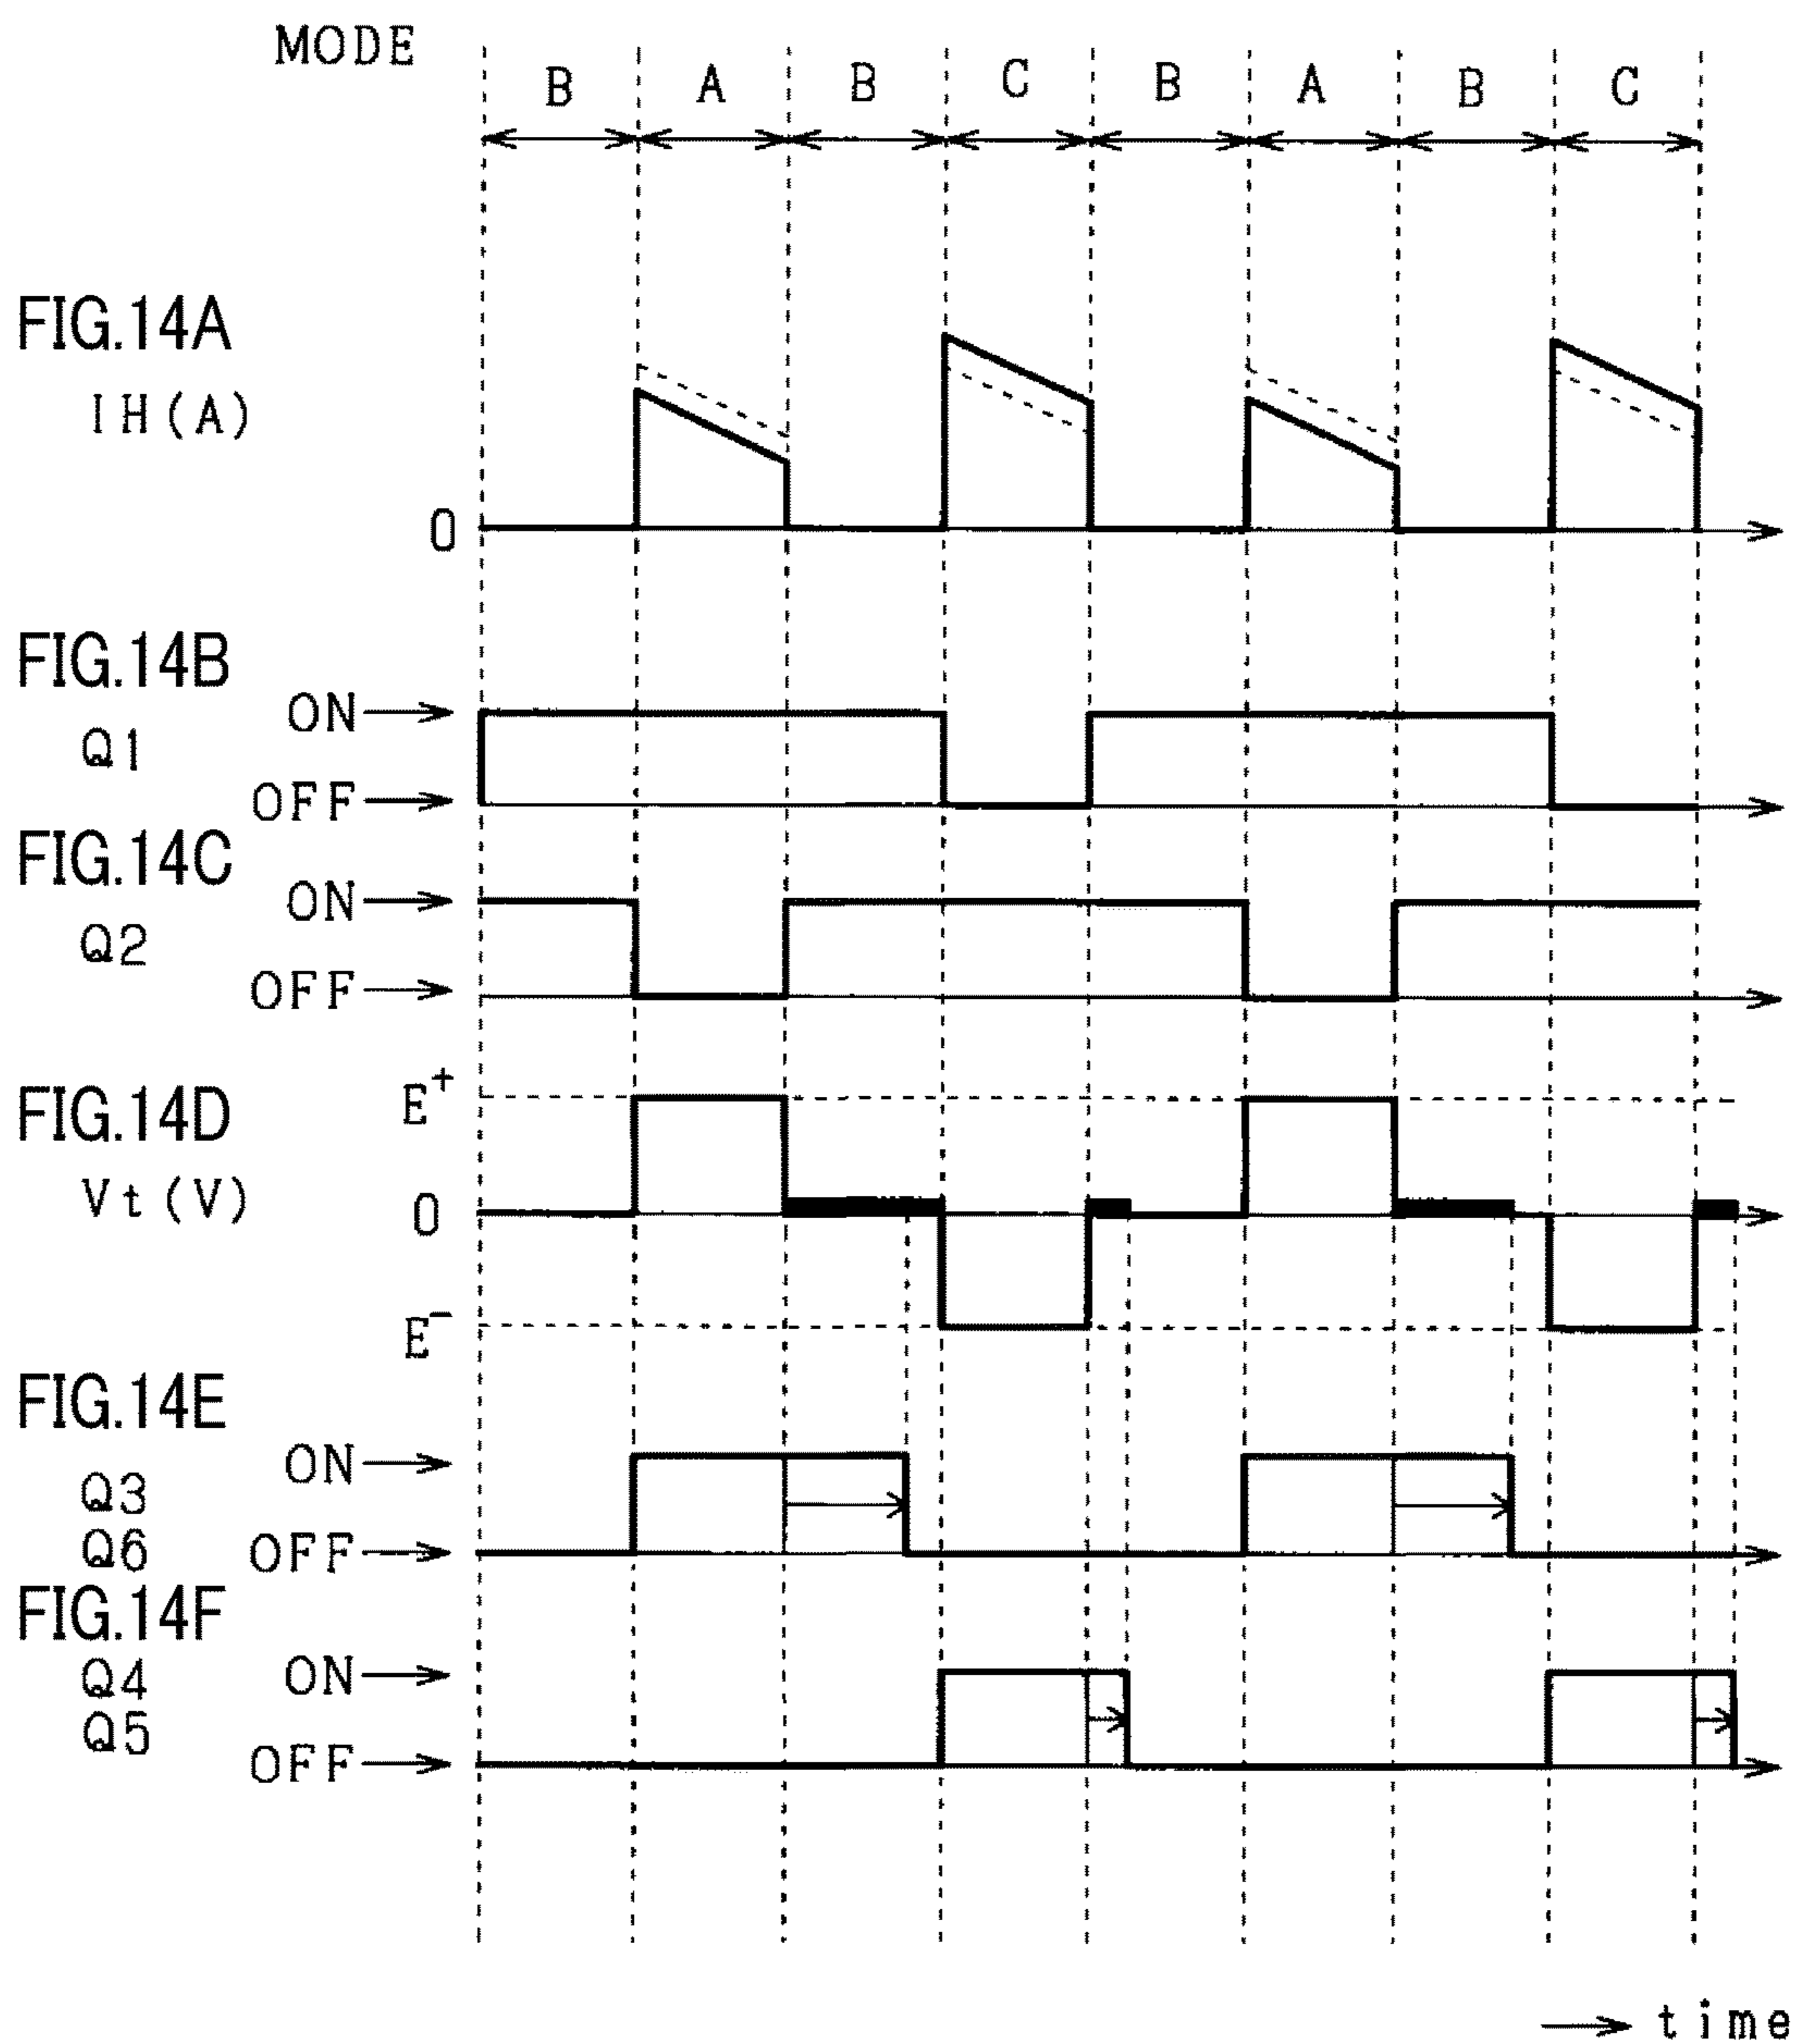 MODE
B A B C B A B C
FIG.14A
IH(A)
0
FIG.14B
ON
Q1
OFF
FIG.14C
ON
Q2
OFF
FIG.14D
E+
Vt(V)
0
E-
FIG.14E
ON
Q3
Q6
OFF
FIG.14F
ON
Q4
Q5
OFF
time